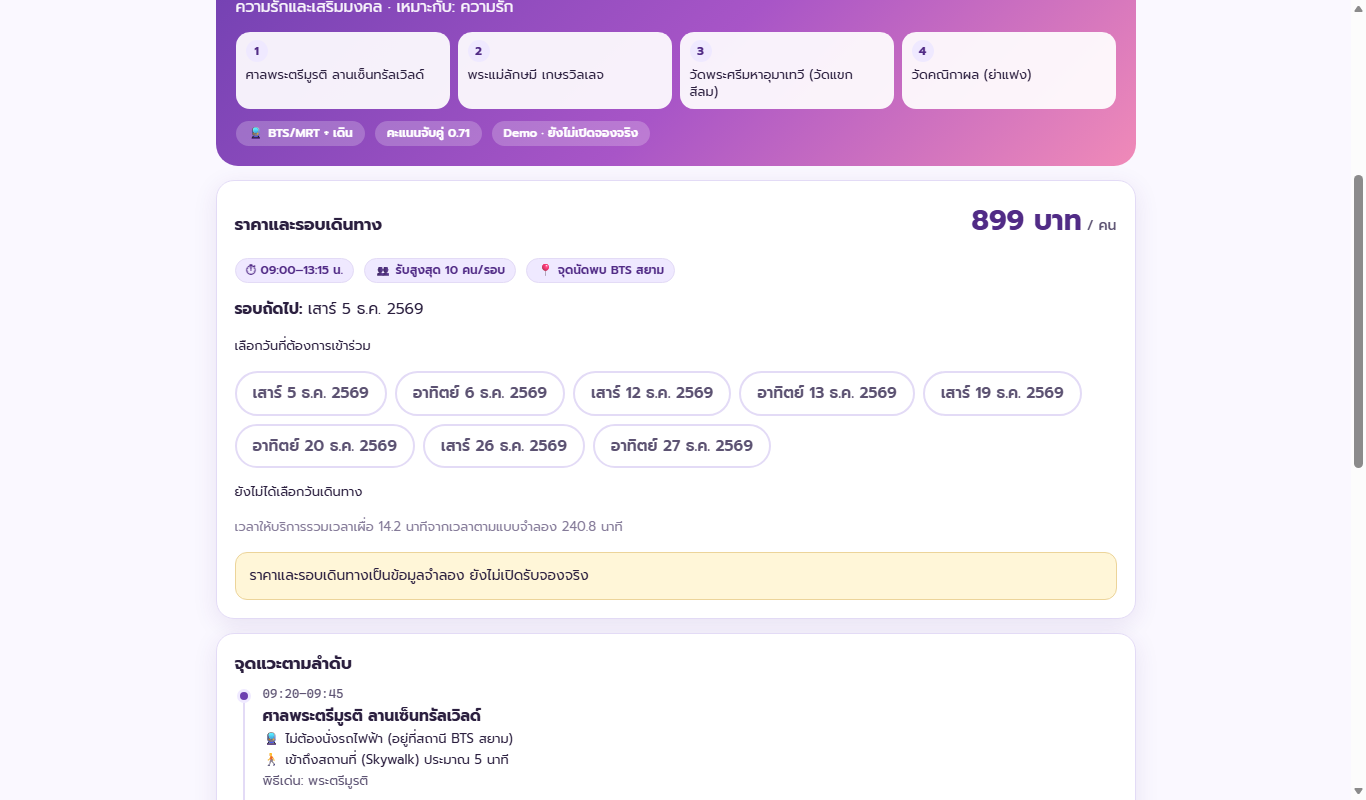 ความรักและเสริมมงคล · เหมาะกับ: ความรัก
1
ศาลพระตรีมูรติ ลานเซ็นทรัลเวิลด์
2
พระแม่ลักษมี เกษรวิลเลจ
3
วัดพระศรีมหาอุมาเทวี (วัดแขก
สีลม)
4
วัดคณิกาผล (ย่าแฟง)
BTS/MRT + เดิน
คะแนนจับคู่ 0.71
Demo · ยังไม่เปิดจองจริง
ราคาและรอบเดินทาง
899 บาท / คน
09:00–13:15 น.
รับสูงสุด 10 คน/รอบ
จุดนัดพบ BTS สยาม
รอบถัดไป: เสาร์ 5 ธ.ค. 2569
เลือกวันที่ต้องการเข้าร่วม
เสาร์ 5 ธ.ค. 2569
อาทิตย์ 6 ธ.ค. 2569
เสาร์ 12 ธ.ค. 2569
อาทิตย์ 13 ธ.ค. 2569
เสาร์ 19 ธ.ค. 2569
อาทิตย์ 20 ธ.ค. 2569
เสาร์ 26 ธ.ค. 2569
อาทิตย์ 27 ธ.ค. 2569
ยังไม่ได้เลือกวันเดินทาง
เวลาให้บริการรวมเวลาเผื่อ 14.2 นาทีจากเวลาตามแบบจำลอง 240.8 นาที
ราคาและรอบเดินทางเป็นข้อมูลจำลอง ยังไม่เปิดรับจองจริง
จุดแวะตามลำดับ
09:20–09:45
ศาลพระตรีมูรติ ลานเซ็นทรัลเวิลด์
ไม่ต้องนั่งรถไฟฟ้า (อยู่ที่สถานี BTS สยาม)
เข้าถึงสถานที่ (Skywalk) ประมาณ 5 นาที
พิธีเด่น: พระตรีมูรติ